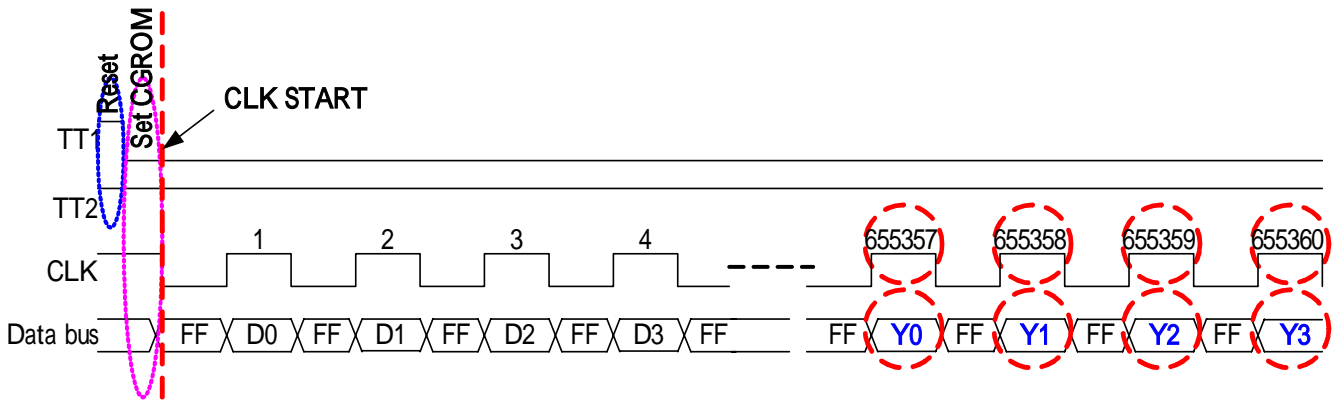 Reset
Set CGROM
CLK START
TT1
TT2
1 2 3 4 655357 655358 655359 655360
CLK
Data bus FF D0 FF D1 FF D2 FF D3 FF FF Y0 FF Y1 FF Y2 FF Y3